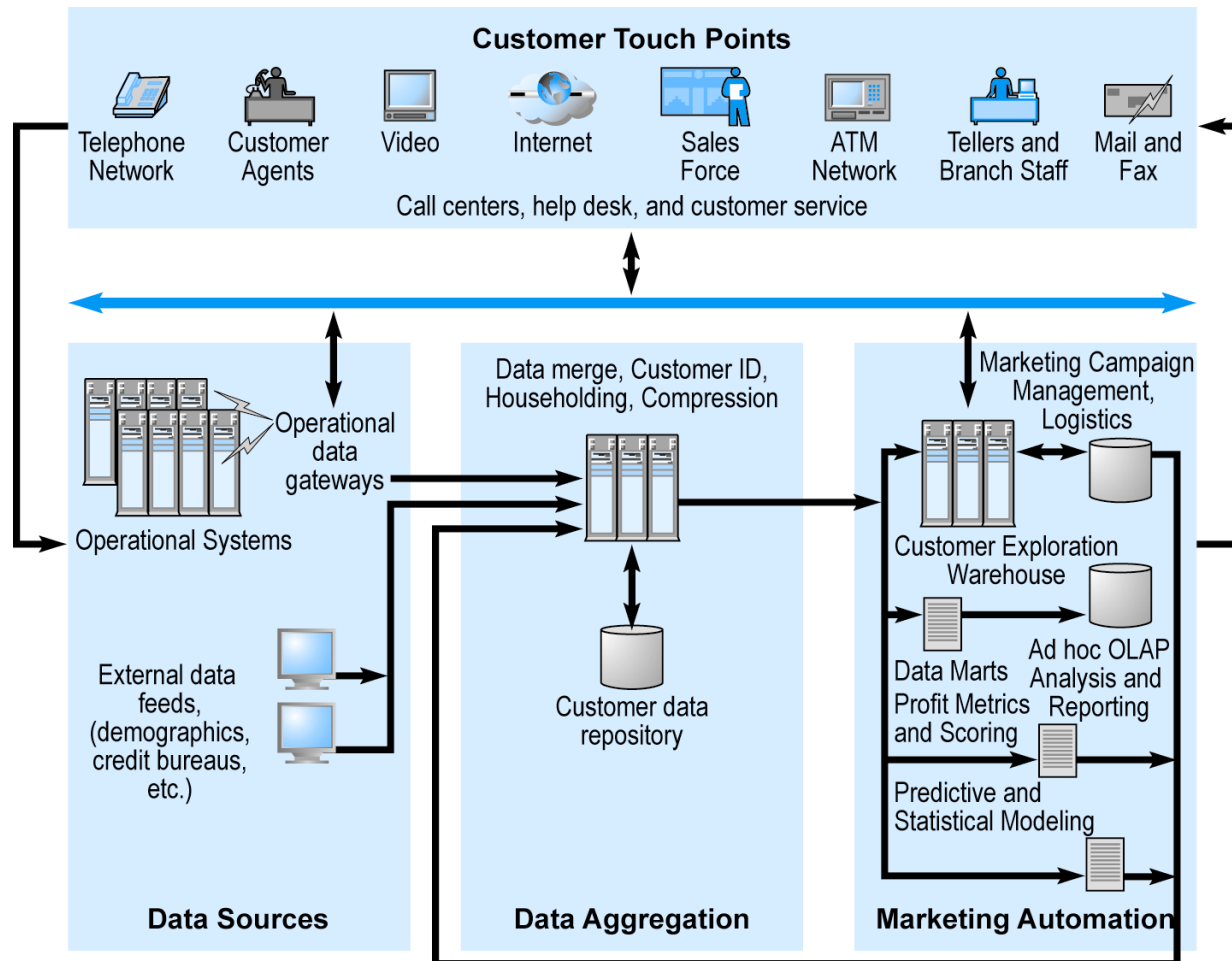 Customer Touch Points
Telephone
Network
Customer
Agents
Video
Internet
Sales
Force
ATM
Network
Tellers and
Branch Staff
Mail and
Fax
Call centers, help desk, and customer service
Operational
data
gateways
Operational Systems
External data
feeds,
(demographics,
credit bureaus,
etc.)
Data Sources
Data merge, Customer ID,
Householding, Compression
Customer data
repository
Data Aggregation
Marketing Campaign
Management,
Logistics
Customer Exploration
Warehouse
Data Marts
Ad hoc OLAP
Analysis and
Reporting
Profit Metrics
and Scoring
Predictive and
Statistical Modeling
Marketing Automation